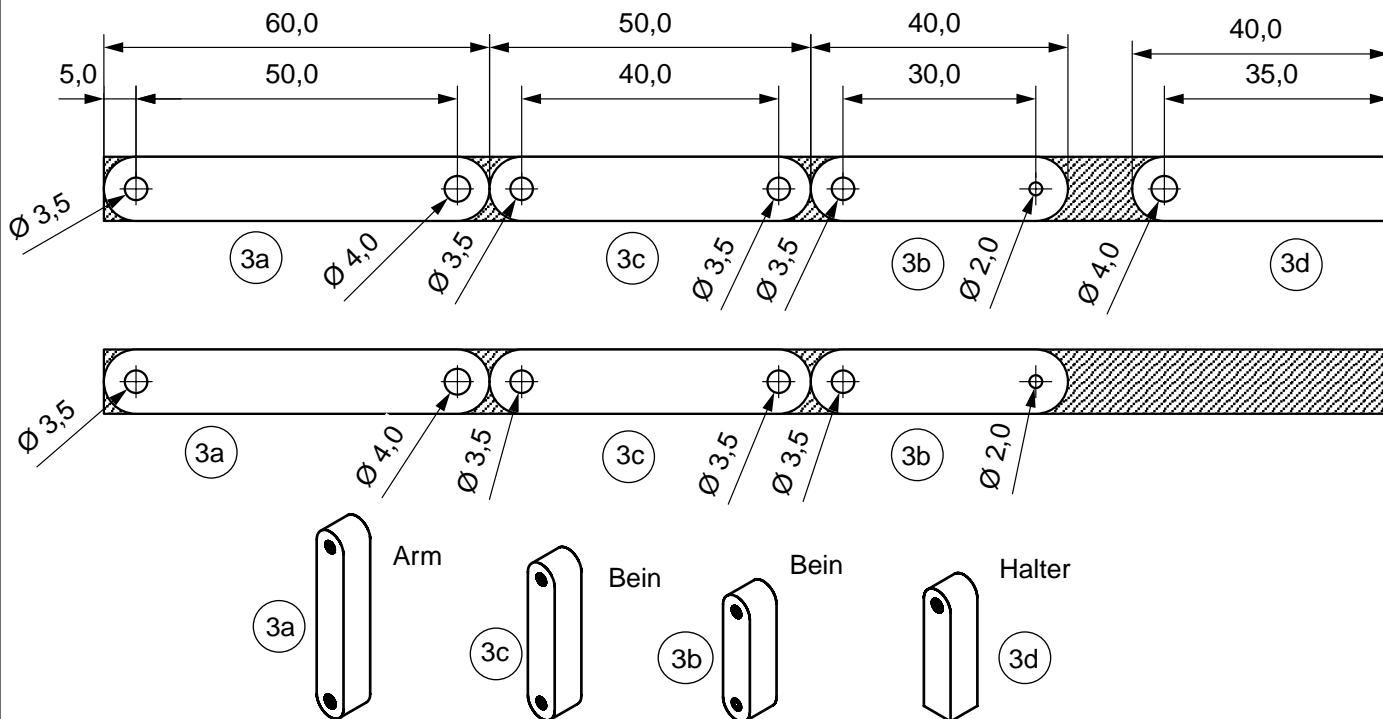 60,0 50,0 40,0 40,0
5,0 50,0 40,0 30,0 35,0
Ø 3,5 Ø 4,0 Ø 3,5 Ø 3,5 Ø 3,5 Ø 2,0 Ø 4,0
3a 3c 3b 3d
Ø 3,5 Ø 4,0 Ø 3,5 Ø 3,5 Ø 3,5 Ø 2,0
3a 3c 3b
Arm Bein Bein Halter
3a 3c 3b 3d